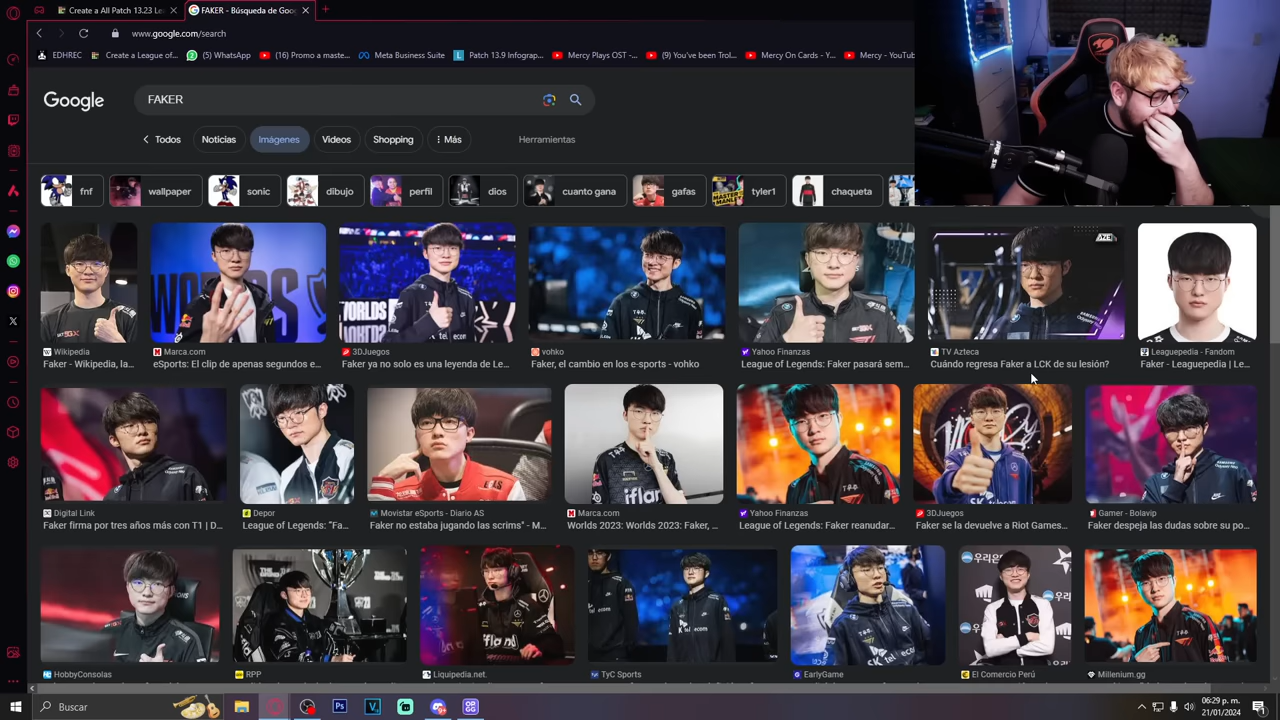 Create a All Patch 13.23 Le
FAKER - Búsqueda de Goo
www.google.com/search
EDHREC
Create a League of...
(5) WhatsApp
(16) Promo a maste...
Meta Business Suite
Patch 13.9 Infograp...
Mercy Plays OST -...
(9) You've been Trol...
Mercy On Cards - Y...
Mercy - YouTub
Google
FAKER
Todos
Noticias
Imágenes
Videos
Shopping
Más
Herramientas
fnf
wallpaper
sonic
dibujo
perfil
dios
cuanto gana
gafas
tyler1
chaqueta
WORLDS
WORLDS
AZE
Wikipedia
Marca.com
3DJuegos
vohko
Yahoo Finanzas
TV Azteca
Leaguepedia - Fandom
Faker - Wikipedia, la...
eSports: El clip de apenas segundos e...
Faker ya no solo es una leyenda de Le...
Faker, el cambio en los e-sports - vohko
League of Legends: Faker pasará sem...
Cuándo regresa Faker a LCK de su lesión?
Faker - Leaguepedia | Le...
iflan
Digital Link
Depor
Movistar eSports - Diario AS
Marca.com
Yahoo Finanzas
3DJuegos
Gamer - Bolavip
Faker firma por tres años más con T1 | D...
League of Legends: "Fa...
Faker no estaba jugando las scrims" - M...
Worlds 2023: Worlds 2023: Faker, ...
League of Legends: Faker reanudar...
Faker se la devuelve a Riot Games...
Faker despeja las dudas sobre su po...
HobbyConsolas
RPP
Liquipedia.net.
TyC Sports
EarlyGame
El Comercio Perú
Millenium.gg
Buscar
06:29 p. m.
21/01/2024